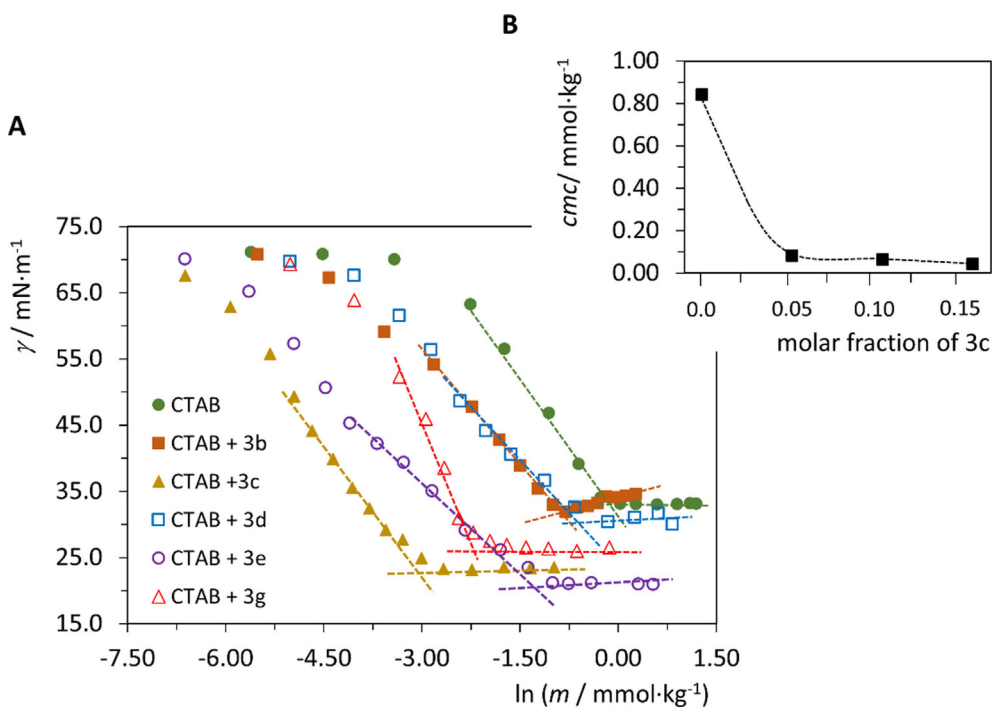 B
1.00
0.80
0.60
0.40
0.20
0.00
cmc/ mmol·kg⁻¹
0.0 0.05 0.10 0.15
molar fraction of 3c
A
75.0
65.0
55.0
45.0
35.0
25.0
15.0
γ / mN·m⁻¹
CTAB
CTAB + 3b
CTAB +3c
CTAB + 3d
CTAB + 3e
CTAB + 3g
-7.50 -6.00 -4.50 -3.00 -1.50 0.00 1.50
ln (m / mmol·kg⁻¹)